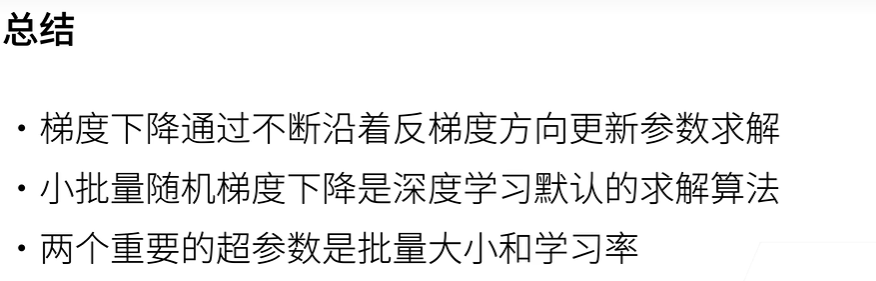 总结
• 梯度下降通过不断沿着反梯度方向更新参数求解
• 小批量随机梯度下降是深度学习默认的求解算法
• 两个重要的超参数是批量大小和学习率